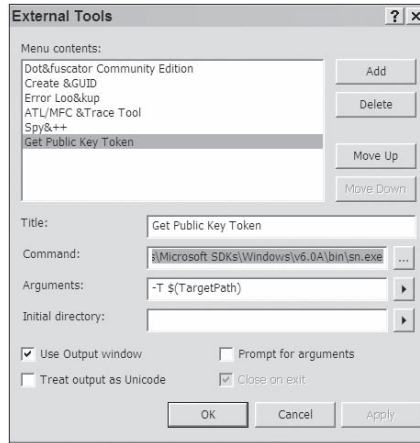 External Tools
? ×
Menu contents:
Dot&fuscator Community Edition
Create &GUID
Error Loo&kup
ATL/MFC &Trace Tool
Spy&++
Get Public Key Token
Add
Delete
Move Up
Move Down
Title:
Get Public Key Token
Command:
s\Microsoft SDKs\Windows\v6.0A\bin\sn.exe
...
Arguments:
-T $(TargetPath)
Initial directory:
Use Output window
Prompt for arguments
Treat output as Unicode
Close on exit
OK
Cancel
Apply